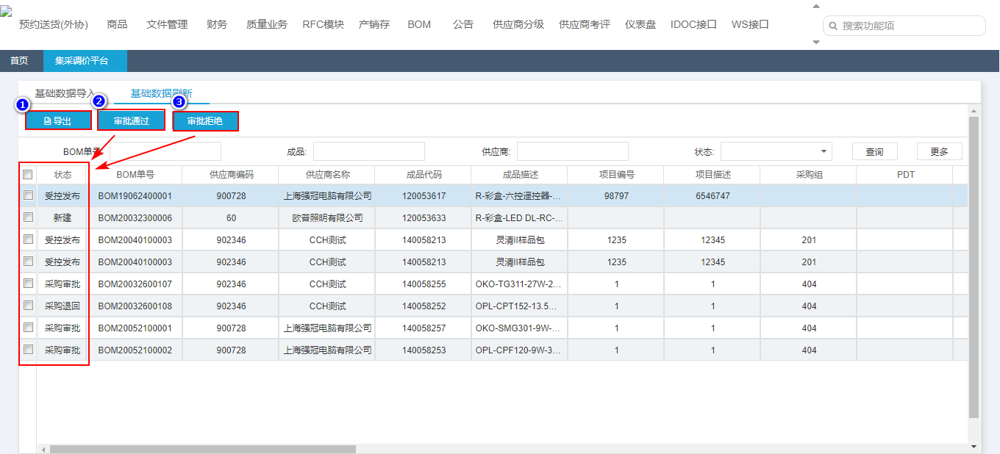 预约送货(外协) 商品 文件管理 财务 质量业务 RFC模块 产销存 BOM 公告 供应商分级 供应商考评 仪表盘 IDOC接口 WS接口 搜索功能项
首页 集采调价平台
基础数据导入 基础数据刷新
1 2 3
导出 审批通过 审批拒绝
BOM单号 成品: 供应商: 状态: 查询 更多
状态 BOM单号 供应商编码 供应商名称 成品代码 成品描述 项目编号 项目描述 采购组 PDT
受控发布 BOM19062400001 900728 上海强冠电脑有限公司 120053617 R-彩盒-六控遥控器-... 98797 6546747
新建 BOM20032300006 60 欧普照明有限公司 120053633 R-彩盒-LED DL-RC-...
受控发布 BOM20040100003 902346 CCH测试 140058213 灵清II样品包 1235 12345 201
受控发布 BOM20040100003 902346 CCH测试 140058213 灵清II样品包 1235 12345 201
采购审批 BOM20032600107 902346 CCH测试 140058255 OKO-TG311-27W-2... 1 1 404
采购退回 BOM20032600108 902346 CCH测试 140058252 OPL-CPT152-13.5... 1 1 404
采购审批 BOM20052100001 900728 上海强冠电脑有限公司 140058257 OKO-SMG301-9W-... 1 1 404
采购审批 BOM20052100002 900728 上海强冠电脑有限公司 140058253 OPL-CPF120-9W-3... 1 1 404